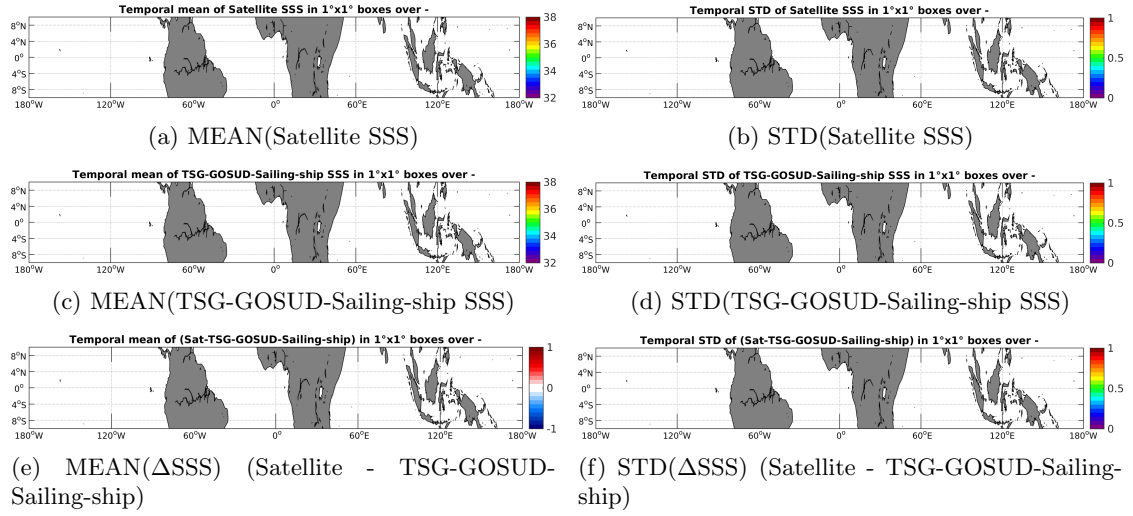 Temporal mean of Satellite SSS in 1°x1° boxes over -
8°N
0°
4°S
8°S
180°W 120°W 60°W 0° 60°E 120°E 180°W
38
36
34
32
(a) MEAN(Satellite SSS)
Temporal STD of Satellite SSS in 1°x1° boxes over -
8°N
0°
4°S
8°S
180°W 120°W 60°W 0° 60°E 120°E 180°W
1
0.5
0
(b) STD(Satellite SSS)
Temporal mean of TSG-GOSUD-Sailing-ship SSS in 1°x1° boxes over -
8°N
0°
4°S
8°S
180°W 120°W 60°W 0° 60°E 120°E 180°W
38
36
34
32
(c) MEAN(TSG-GOSUD-Sailing-ship SSS)
Temporal STD of TSG-GOSUD-Sailing-ship SSS in 1°x1° boxes over -
8°N
0°
4°S
8°S
180°W 120°W 60°W 0° 60°E 120°E 180°W
1
0.5
0
(d) STD(TSG-GOSUD-Sailing-ship SSS)
Temporal mean of (Sat-TSG-GOSUD-Sailing-ship) in 1°x1° boxes over -
8°N
0°
4°S
8°S
180°W 120°W 60°W 0° 60°E 120°E 180°W
1
0
-1
(e) MEAN(ΔSSS) (Satellite - TSG-GOSUD-
Sailing-ship)
Temporal STD of (Sat-TSG-GOSUD-Sailing-ship) in 1°x1° boxes over -
8°N
0°
4°S
8°S
180°W 120°W 60°W 0° 60°E 120°E 180°W
1
0.5
0
(f) STD(ΔSSS) (Satellite - TSG-GOSUD-Sailing-
ship)